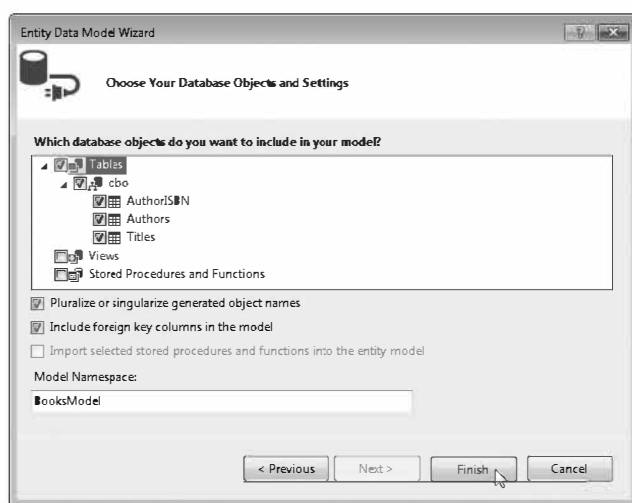 Entity Data Model Wizard
Choose Your Database Objects and Settings
Which database objects do you want to include in your model?
Tables
cbo
AuthorISBN
Authors
Titles
Views
Stored Procedures and Functions
Pluralize or singularize generated object names
Include foreign key columns in the model
Import selected stored procedures and functions into the entity model
Model Namespace:
BooksModel
< Previous
Next >
Finish
Cancel